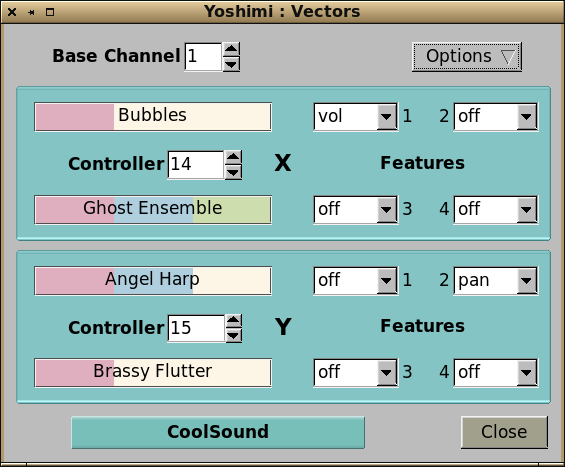 Yoshimi : Vectors
Base Channel 1 Options
Bubbles vol 1 2 off
Controller 14 X Features
Ghost Ensemble off 3 4 off
Angel Harp off 1 2 pan
Controller 15 Y Features
Brassy Flutter off 3 4 off
CoolSound Close